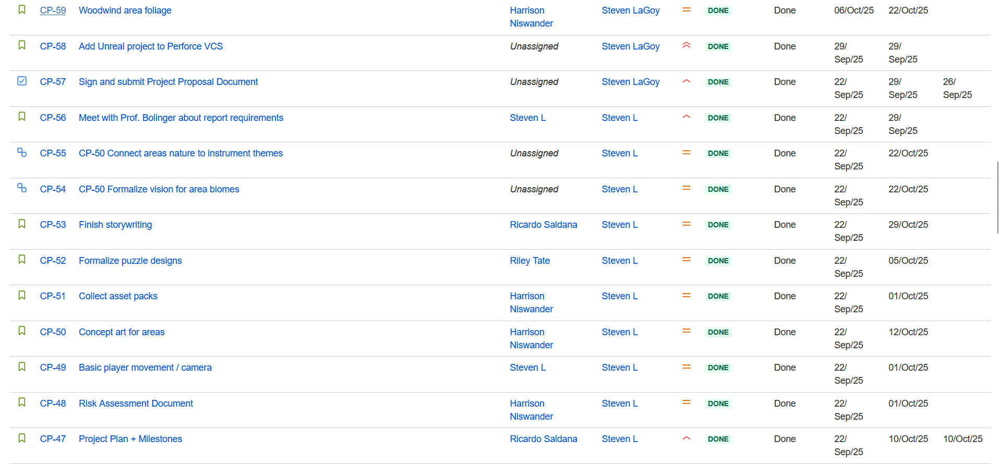 CP-59 Woodwind area foliage Harrison Niswander Steven LaGoy DONE Done 06/Oct/25 22/Oct/25
CP-58 Add Unreal project to Perforce VCS Unassigned Steven LaGoy DONE Done 29/Sep/25 29/Sep/25
CP-57 Sign and submit Project Proposal Document Unassigned Steven LaGoy DONE Done 22/Sep/25 29/Sep/25 26/Sep/25
CP-56 Meet with Prof. Bolinger about report requirements Steven L Steven L DONE Done 22/Sep/25 29/Sep/25
CP-55 CP-50 Connect areas nature to instrument themes Unassigned Steven L DONE Done 22/Sep/25 22/Oct/25
CP-54 CP-50 Formalize vision for area biomes Unassigned Steven L DONE Done 22/Sep/25 22/Oct/25
CP-53 Finish storywriting Ricardo Saldana Steven L DONE Done 22/Sep/25 29/Oct/25
CP-52 Formalize puzzle designs Riley Tate Steven L DONE Done 22/Sep/25 05/Oct/25
CP-51 Collect asset packs Harrison Niswander Steven L DONE Done 22/Sep/25 01/Oct/25
CP-50 Concept art for areas Harrison Niswander Steven L DONE Done 22/Sep/25 12/Oct/25
CP-49 Basic player movement / camera Steven L Steven L DONE Done 22/Sep/25 01/Oct/25
CP-48 Risk Assessment Document Harrison Niswander Steven L DONE Done 22/Sep/25 01/Oct/25
CP-47 Project Plan + Milestones Ricardo Saldana Steven L DONE Done 22/Sep/25 10/Oct/25 10/Oct/25